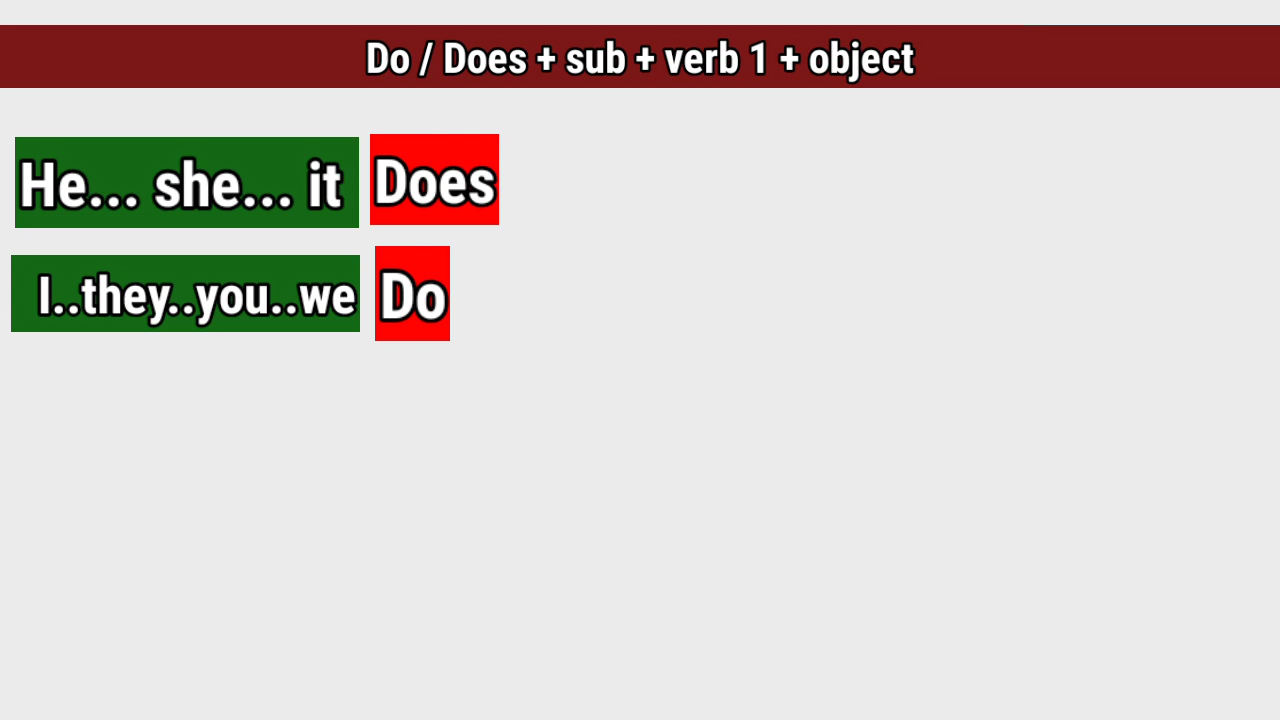 Do / Does + sub + verb 1 + object
He... she... it Does
I..they..you..we Do